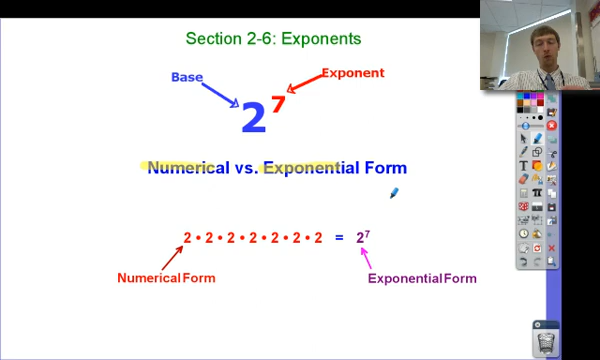 Section 2-6: Exponents
Base
Exponent
2⁷
Numerical vs. Exponential Form
2 • 2 • 2 • 2 • 2 • 2 • 2 = 2⁷
Numerical Form
Exponential Form